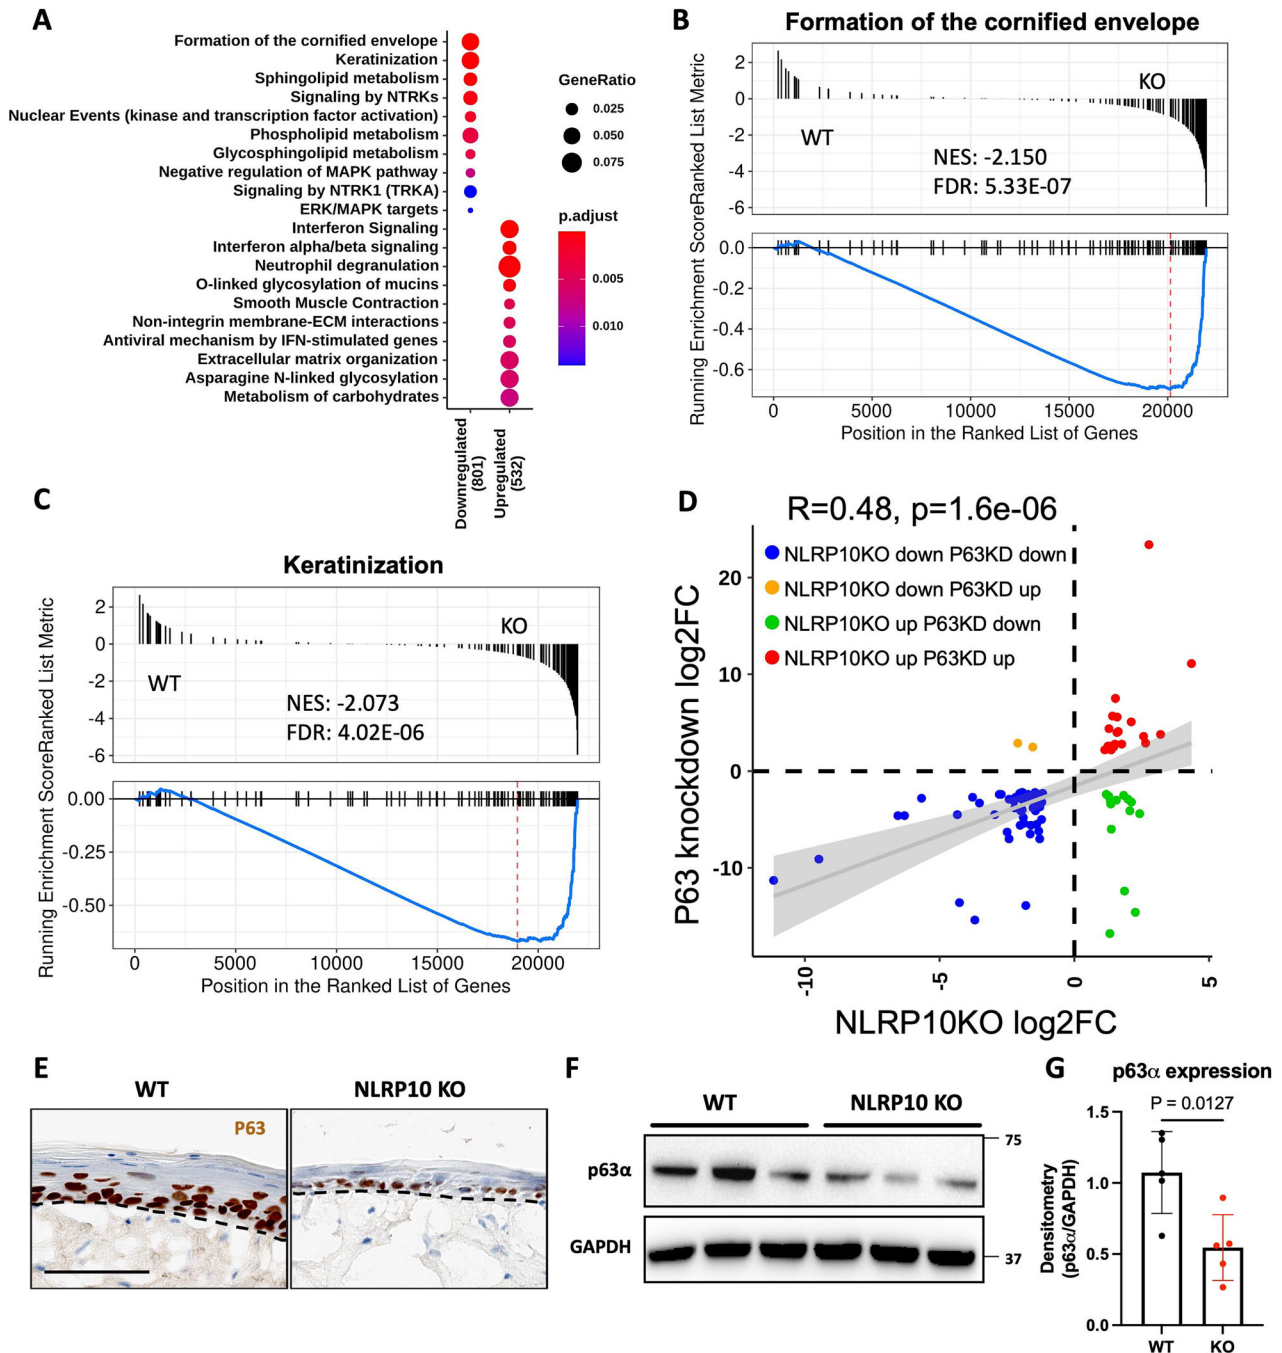 A
Formation of the cornified envelope
Keratinization
Sphingolipid metabolism
Signaling by NTRKs
Nuclear Events (kinase and transcription factor activation)
Phospholipid metabolism
Glycosphingolipid metabolism
Negative regulation of MAPK pathway
Signaling by NTRK1 (TRKA)
ERK/MAPK targets
Interferon Signaling
Interferon alpha/beta signaling
Neutrophil degranulation
O-linked glycosylation of mucins
Smooth Muscle Contraction
Non-integrin membrane-ECM interactions
Antiviral mechanism by IFN-stimulated genes
Extracellular matrix organization
Asparagine N-linked glycosylation
Metabolism of carbohydrates
Downregulated
(801)
Upregulated
(532)
GeneRatio
0.025
0.050
0.075
p.adjust
0.005
0.010
B
Formation of the cornified envelope
Running Enrichment ScoreRanked List Metric
2
0
-2
-4
-6
WT
KO
NES: -2.150
FDR: 5.33E-07
0.0
-0.2
-0.4
-0.6
0 5000 10000 15000 20000
Position in the Ranked List of Genes
C
Keratinization
Running Enrichment ScoreRanked List Metric
2
0
-2
-4
-6
WT
KO
NES: -2.073
FDR: 4.02E-06
0.00
-0.25
-0.50
0 5000 10000 15000 20000
Position in the Ranked List of Genes
D
R=0.48, p=1.6e-06
NLRP10KO down P63KD down
NLRP10KO down P63KD up
NLRP10KO up P63KD down
NLRP10KO up P63KD up
P63 knockdown log2FC
20
10
0
-10
-10 -5 0 5
NLRP10KO log2FC
E
WT NLRP10 KO
P63
F
WT NLRP10 KO
p63α
75
GAPDH
37
G
p63α expression
P = 0.0127
Densitometry
(p63α/GAPDH)
1.5
1.0
0.5
0.0
WT KO